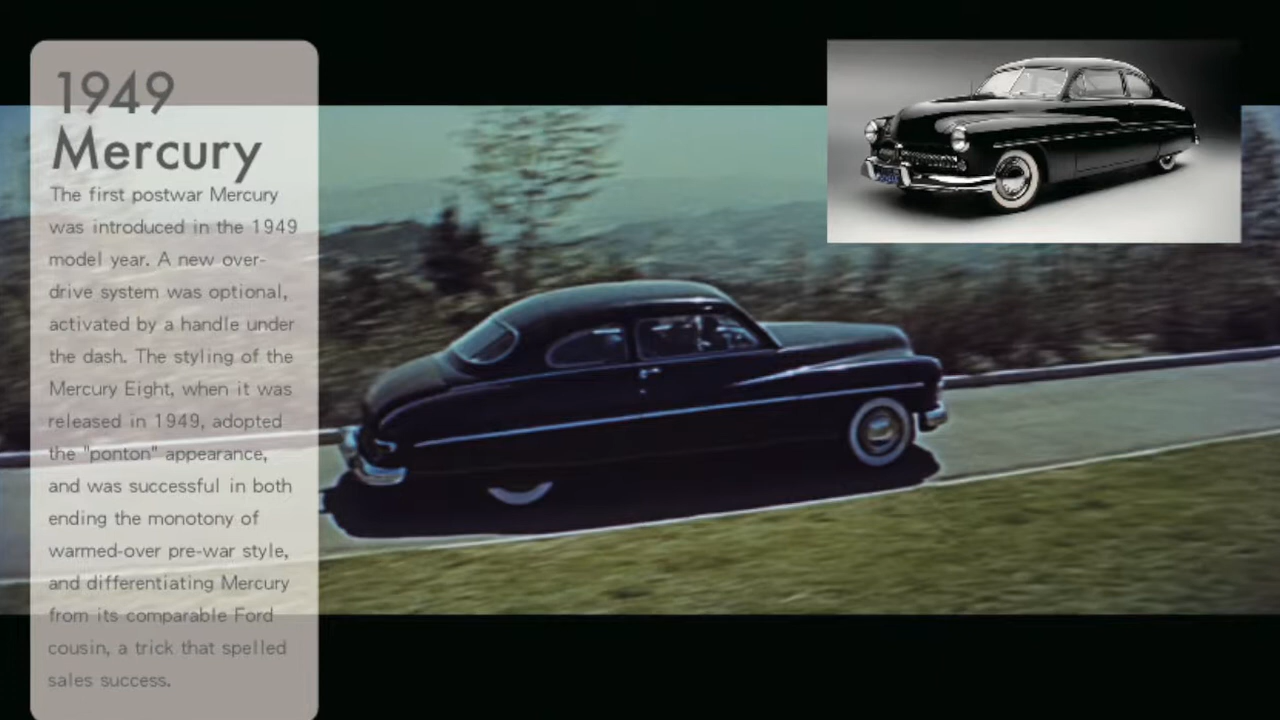 1949
Mercury
The first postwar Mercury
was introduced in the 1949
model year. A new over-
drive system was optional,
activated by a handle under
the dash. The styling of the
Mercury Eight, when it was
released in 1949, adopted
the "ponton" appearance,
and was successful in both
ending the monotony of
warmed-over pre-war style,
and differentiating Mercury
from its comparable Ford
cousin, a trick that spelled
sales success.